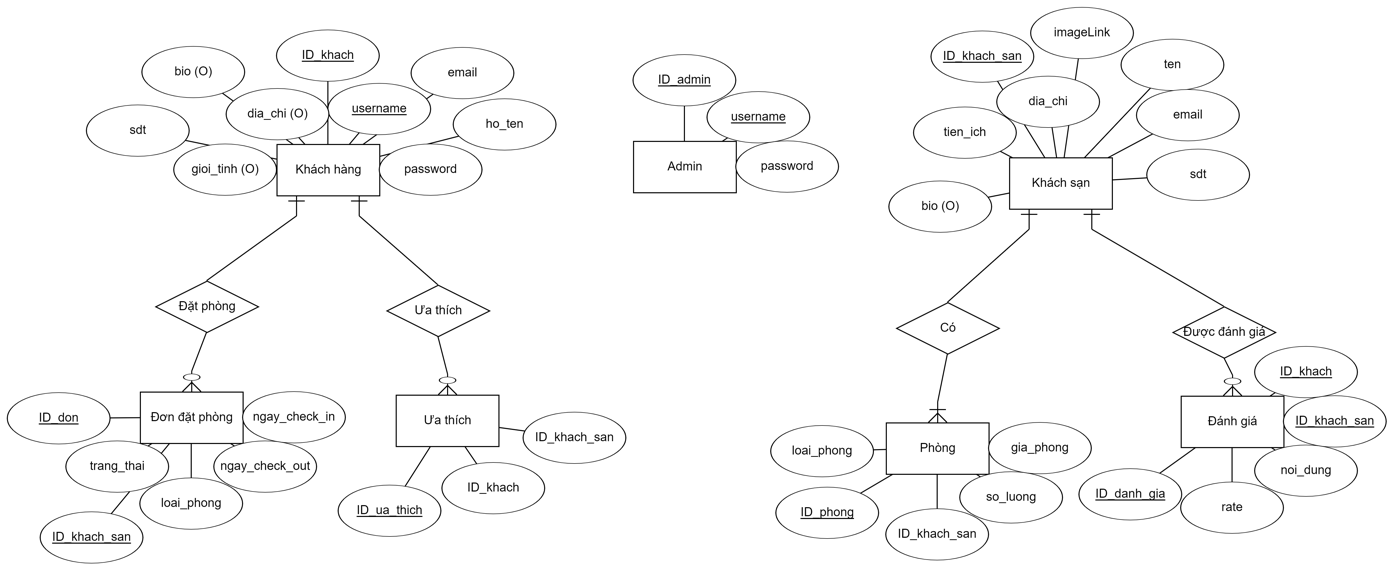 ID_khach
bio (O)
email
dia_chi (O)
username
sdt
ho_ten
gioi_tinh (O)
Khách hàng
password
ID_admin
username
Admin
password
imageLink
ID_khach_san
ten
dia_chi
email
tien_ich
sdt
Khách sạn
bio (O)
Đặt phòng
Ưa thích
Có
Được đánh giá
ID_khach
ID_don
Đơn đặt phòng
ngay_check_in
Ưa thích
ID_khach_san
Đánh giá
ID_khach_san
trang_thai
ngay_check_out
loai_phong
ID_khach_san
ID_khach
ID_ua_thich
loai_phong
Phòng
gia_phong
noi_dung
ID_phong
so_luong
ID_khach_san
ID_danh_gia
rate